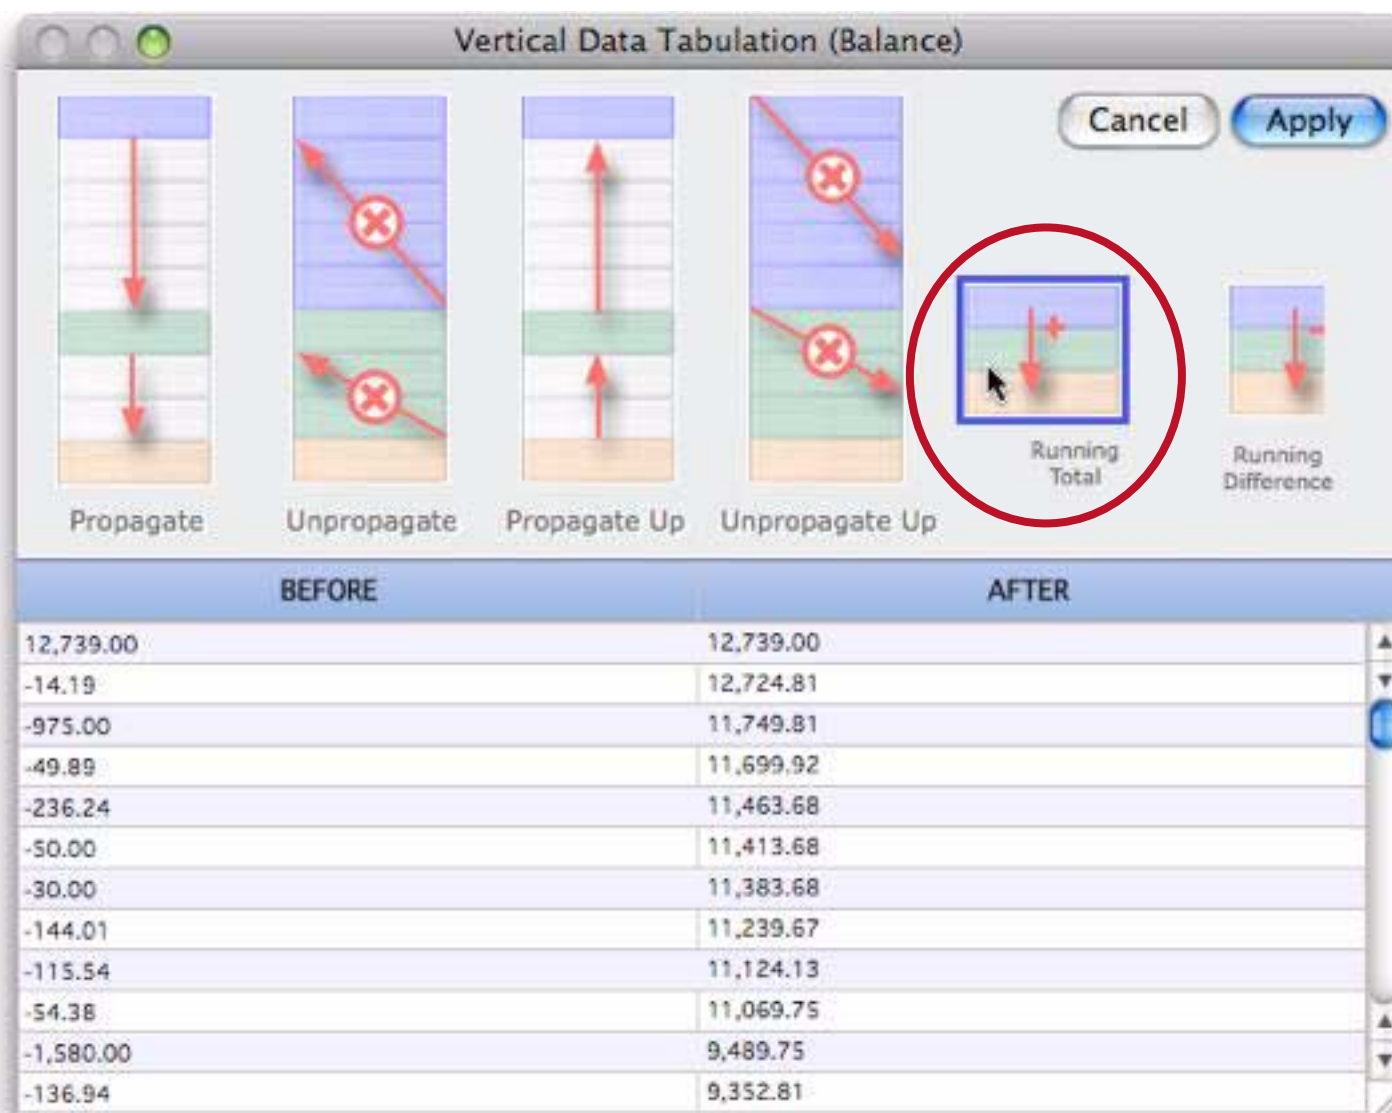 Vertical Data Tabulation (Balance)
Cancel
Apply
Running
Total
Running
Difference
Propagate
Unpropagate
Propagate Up
Unpropagate Up
BEFORE
AFTER
12,739.00
12,739.00
-14.19
12,724.81
-975.00
11,749.81
-49.89
11,699.92
-236.24
11,463.68
-50.00
11,413.68
-30.00
11,383.68
-144.01
11,239.67
-115.54
11,124.13
-54.38
11,069.75
-1,580.00
9,489.75
-136.94
9,352.81